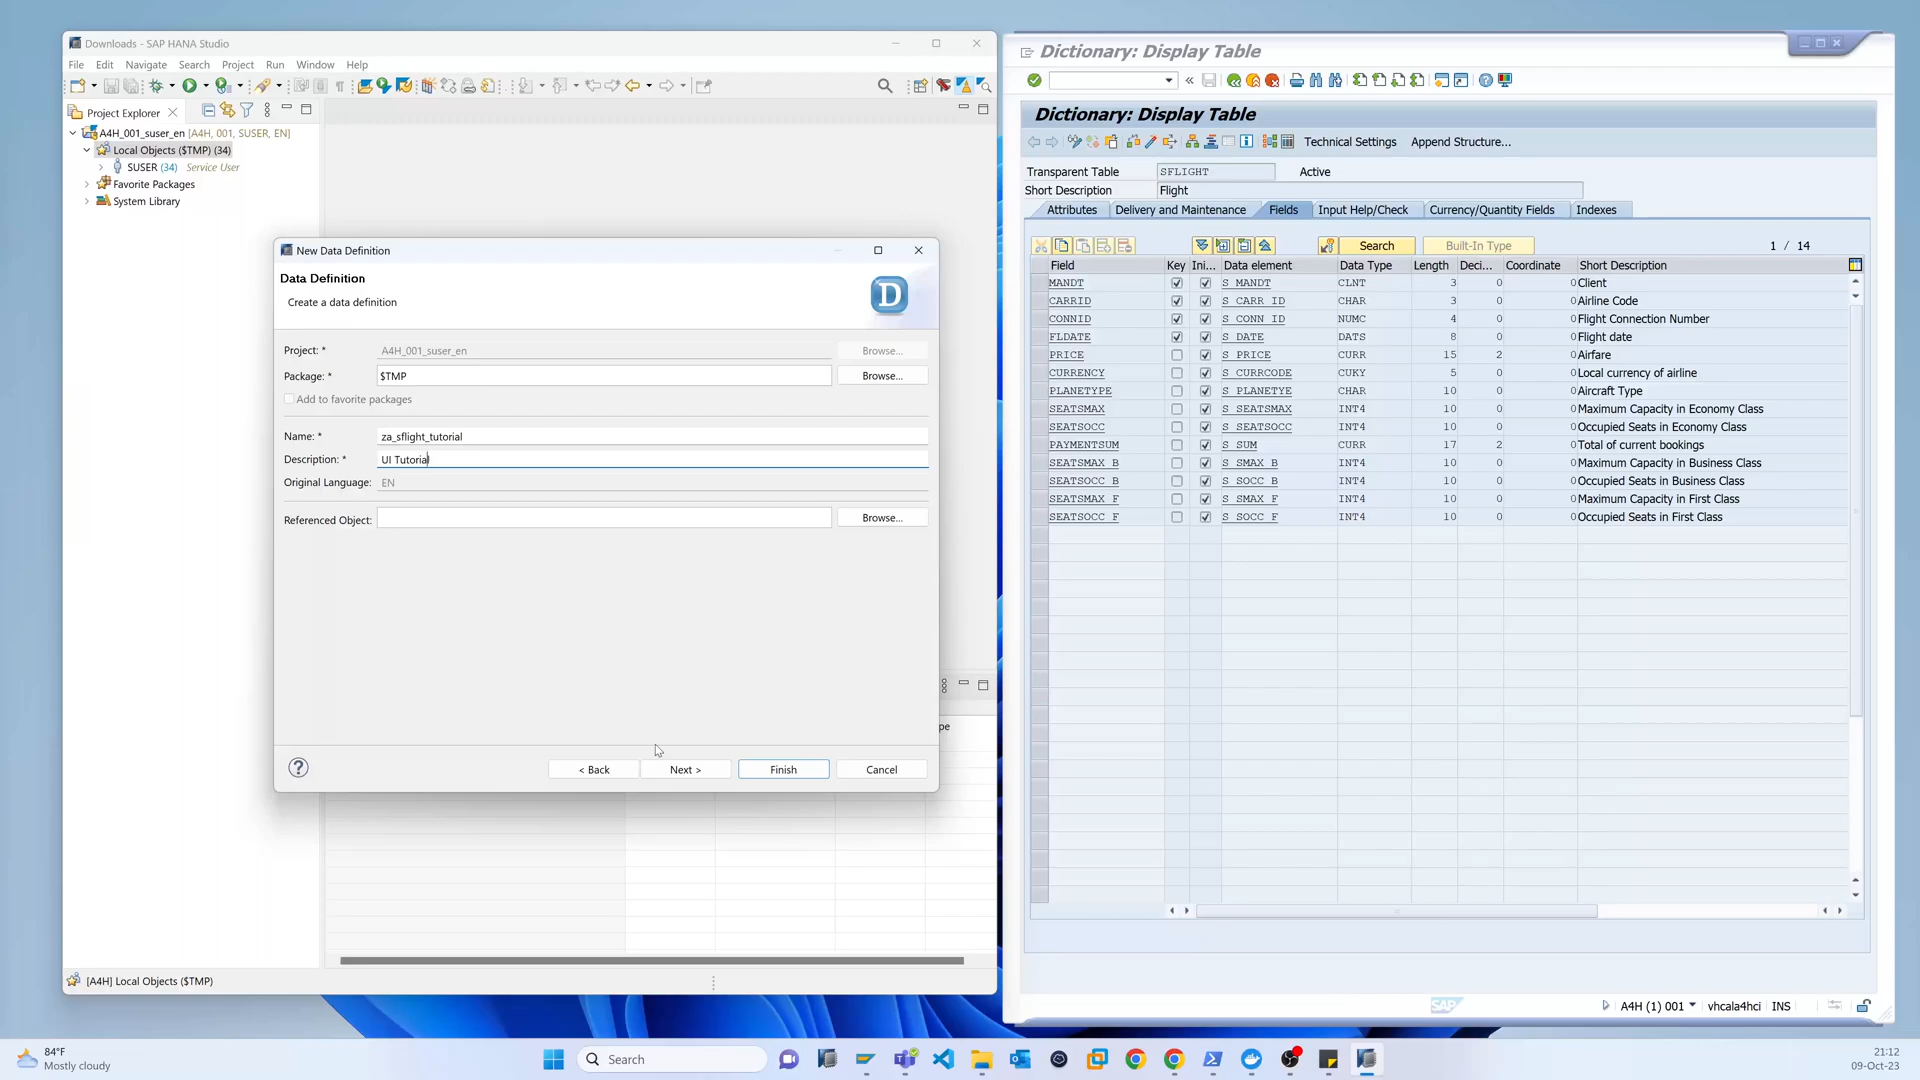 Downloads - SAP HANA Studio
File Edit Navigate Search Project Run Window Help
Project Explorer
A4H_001_suser_en [A4H, 001, SUSER, EN]
Local Objects ($TMP) (34)
SUSER (34) Service User
Favorite Packages
System Library
New Data Definition
Data Definition
Create a data definition
D
Project: * A4H_001_suser_en Browse...
Package: * $TMP Browse...
Add to favorite packages
Name: * za_sflight_tutorial
Description: * UI Tutorial
Original Language: EN
Referenced Object: Browse...
pe
? < Back Next > Finish Cancel
[A4H] Local Objects ($TMP)
Dictionary: Display Table
Dictionary: Display Table
Technical Settings Append Structure...
Transparent Table SFLIGHT Active
Short Description Flight
Attributes Delivery and Maintenance Fields Input Help/Check Currency/Quantity Fields Indexes
Search Built-In Type 1 / 14
Field Key Ini... Data element Data Type Length Deci... Coordinate Short Description
MANDT S_MANDT CLNT 3 0 0 Client
CARRID S_CARR_ID CHAR 3 0 0 Airline Code
CONNID S_CONN_ID NUMC 4 0 0 Flight Connection Number
FLDATE S_DATE DATS 8 0 0 Flight date
PRICE S_PRICE CURR 15 2 0 Airfare
CURRENCY S_CURRCODE CUKY 5 0 0 Local currency of airline
PLANETYPE S_PLANETYE CHAR 10 0 0 Aircraft Type
SEATSMAX S_SEATSMAX INT4 10 0 0 Maximum Capacity in Economy Class
SEATSOCC S_SEATSOCC INT4 10 0 0 Occupied Seats in Economy Class
PAYMENTSUM S_SUM CURR 17 2 0 Total of current bookings
SEATSMAX_B S_SMAX_B INT4 10 0 0 Maximum Capacity in Business Class
SEATSOCC_B S_SOCC_B INT4 10 0 0 Occupied Seats in Business Class
SEATSMAX_F S_SMAX_F INT4 10 0 0 Maximum Capacity in First Class
SEATSOCC_F S_SOCC_F INT4 10 0 0 Occupied Seats in First Class
SAP A4H (1) 001 vhcala4hci INS
84°F
Mostly cloudy
Search
21:12
09-Oct-23